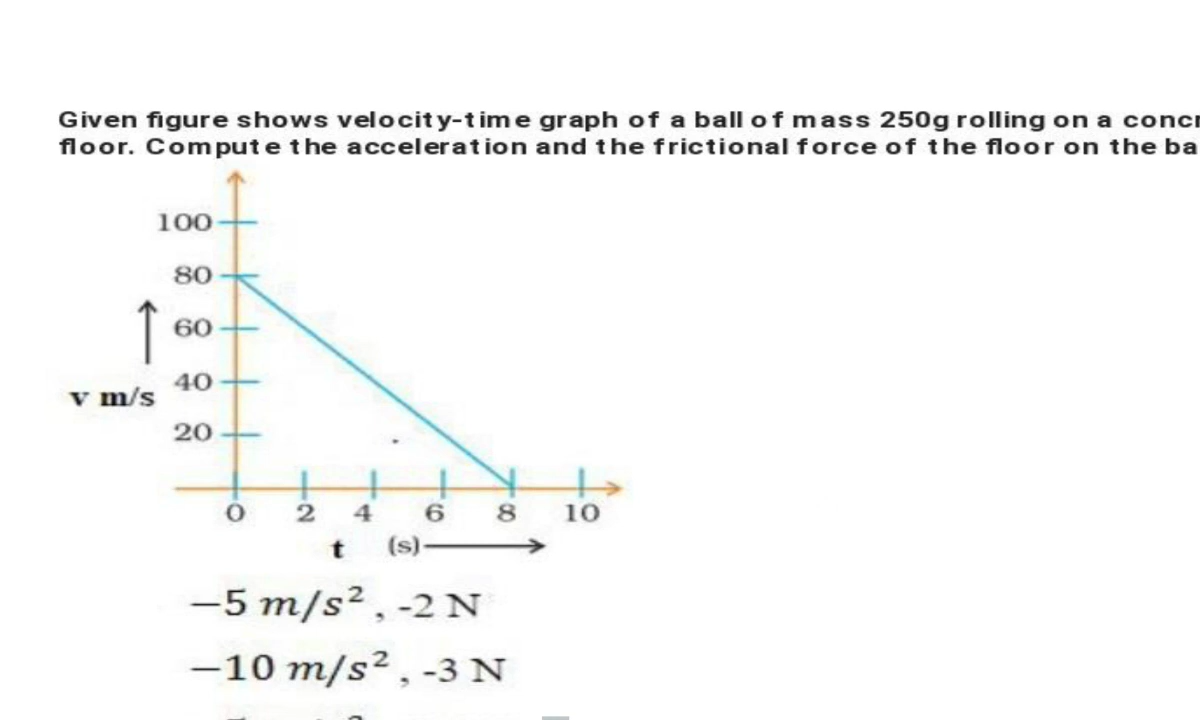 Given figure shows velocity-time graph of a ball of mass 250g rolling on a
floor. Compute the acceleration and the frictional force of the floor on the
100
80
60
40
v m/s
20
0 2 4 6 8 10
t (s)
−5 m/s² , -2 N
−10 m/s² , -3 N